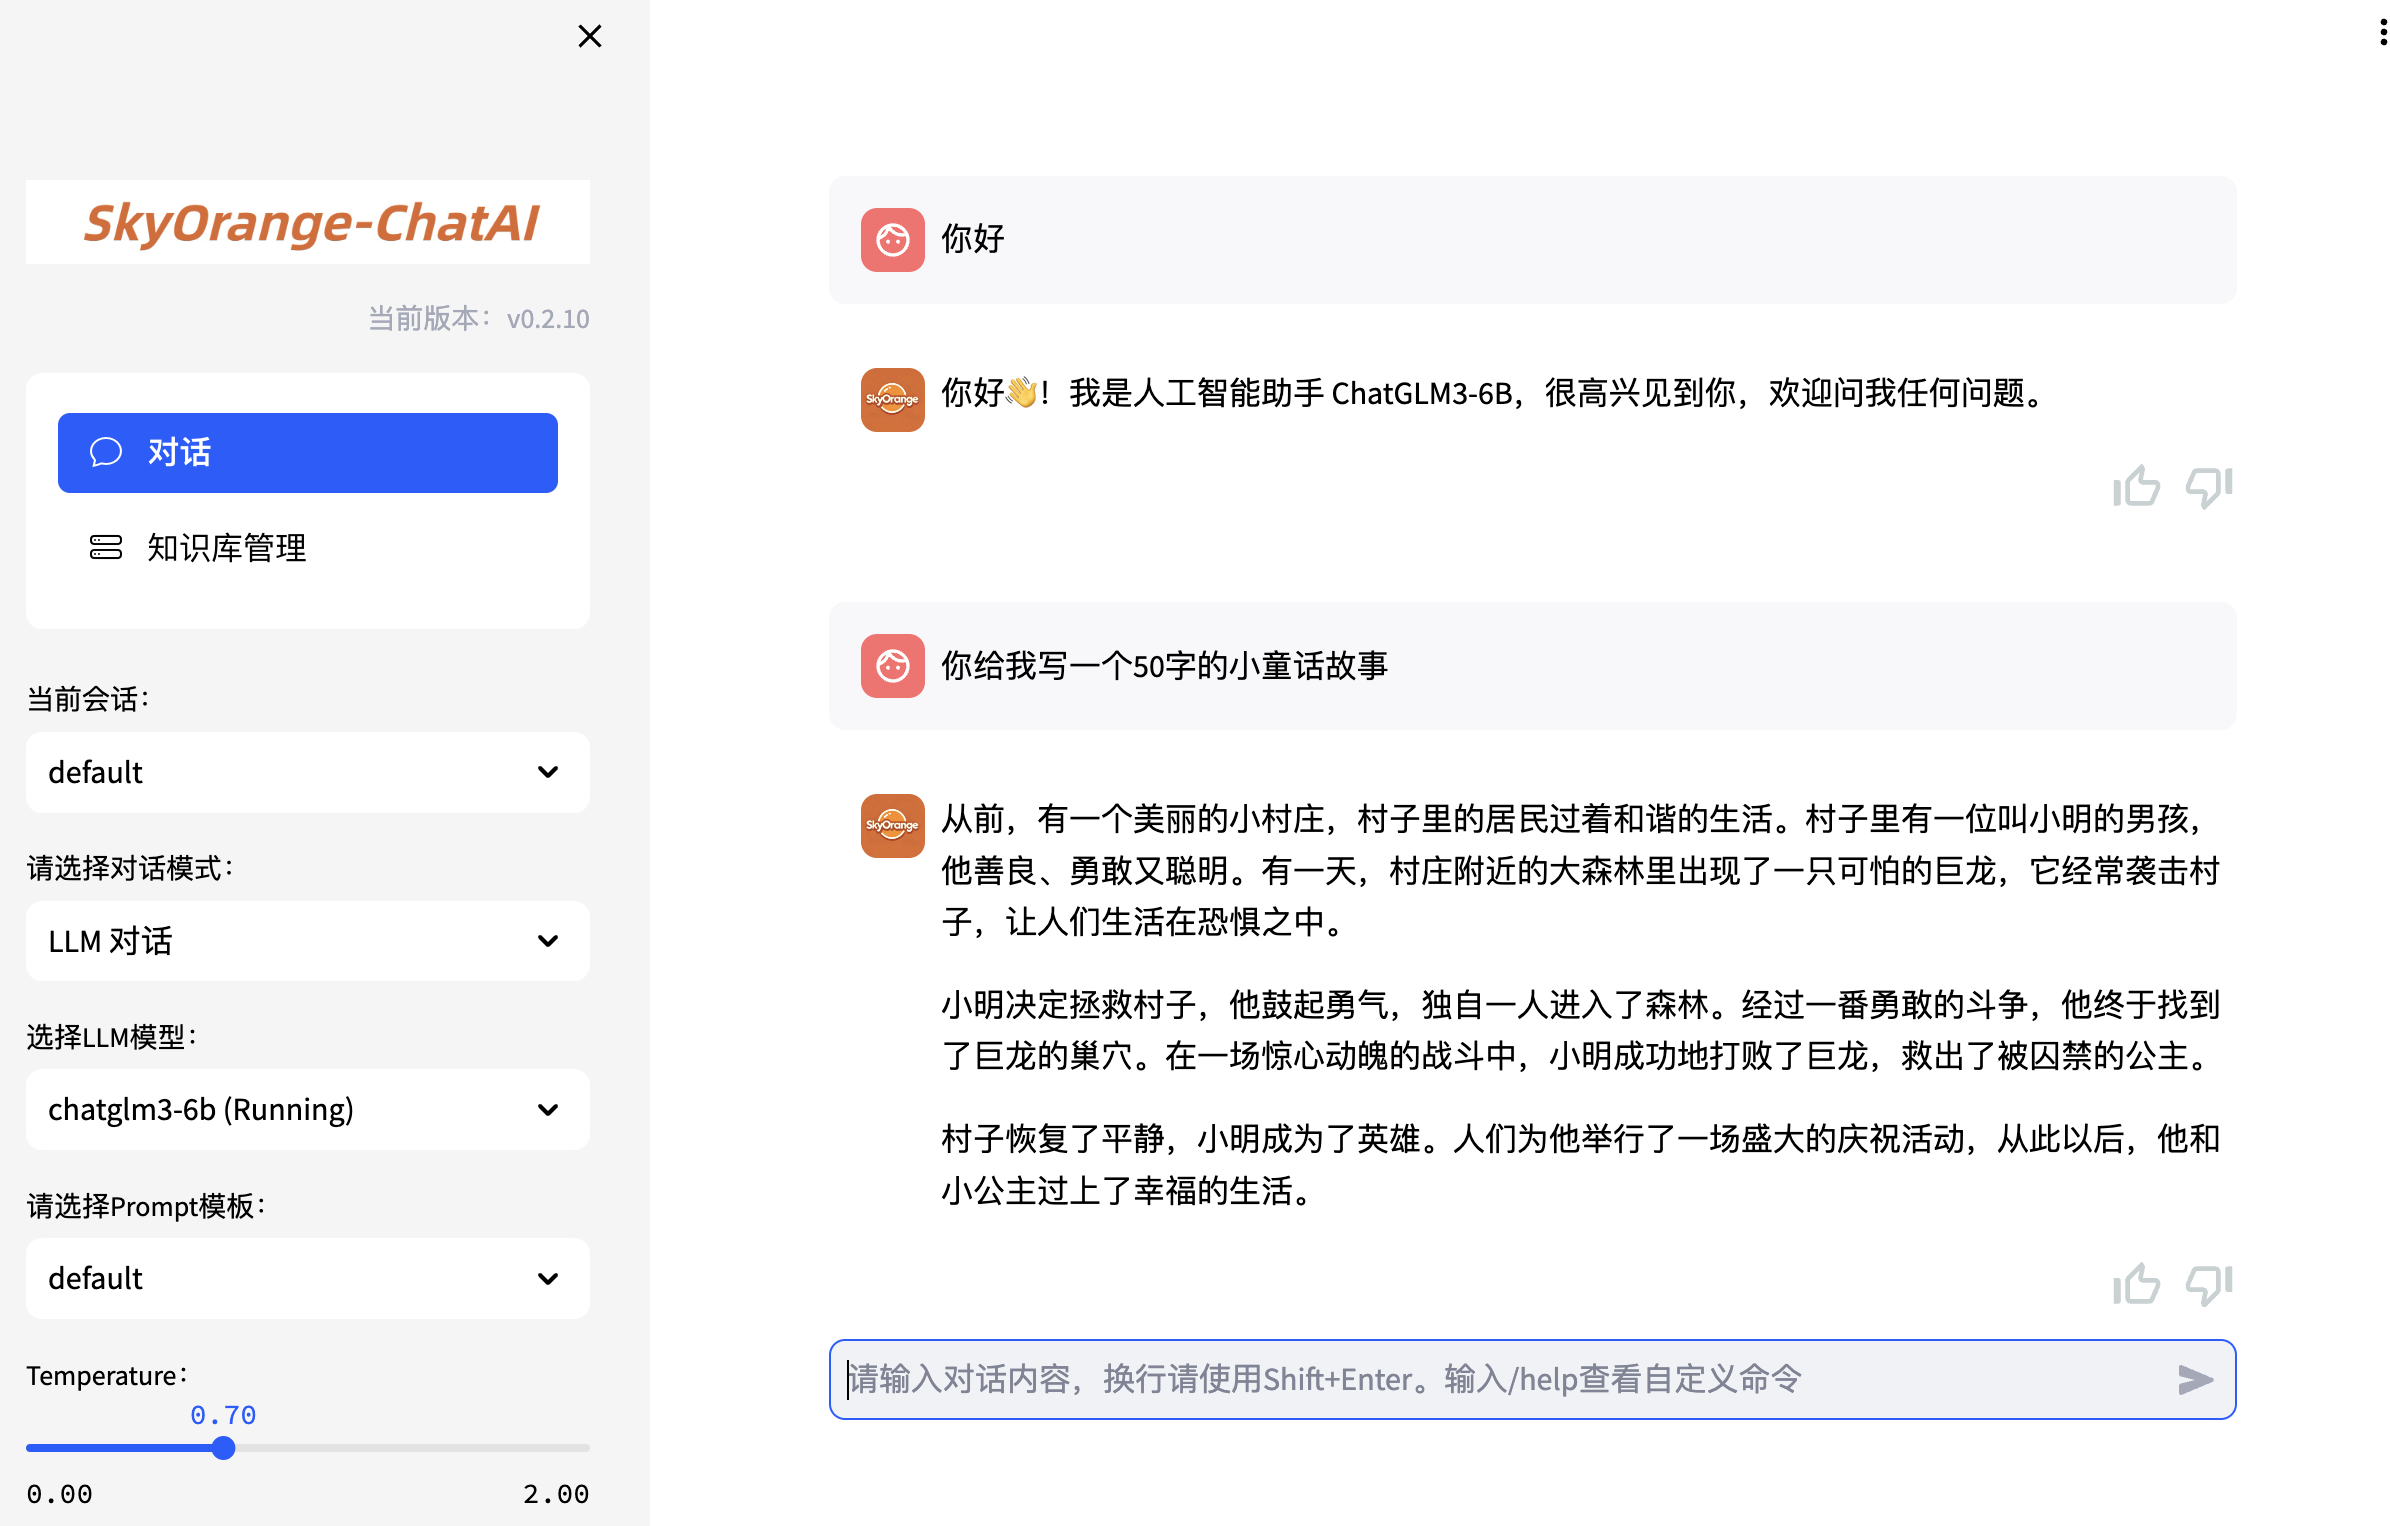 SkyOrange-ChatAI
当前版本：v0.2.10
对话
知识库管理
当前会话：
default
请选择对话模式：
LLM 对话
选择LLM模型：
chatglm3-6b (Running)
请选择Prompt模板：
default
Temperature：
0.70
0.00
2.00
你好
SkyOrange
你好👋！我是人工智能助手 ChatGLM3-6B，很高兴见到你，欢迎问我任何问题。
你给我写一个50字的小童话故事
SkyOrange
从前，有一个美丽的小村庄，村子里的居民过着和谐的生活。村子里有一位叫小明的男孩，
他善良、勇敢又聪明。有一天，村庄附近的大森林里出现了一只可怕的巨龙，它经常袭击村
子，让人们生活在恐惧之中。
小明决定拯救村子，他鼓起勇气，独自一人进入了森林。经过一番勇敢的斗争，他终于找到
了巨龙的巢穴。在一场惊心动魄的战斗中，小明成功地打败了巨龙，救出了被囚禁的公主。
村子恢复了平静，小明成为了英雄。人们为他举行了一场盛大的庆祝活动，从此以后，他和
小公主过上了幸福的生活。
请输入对话内容，换行请使用Shift+Enter。输入/help查看自定义命令